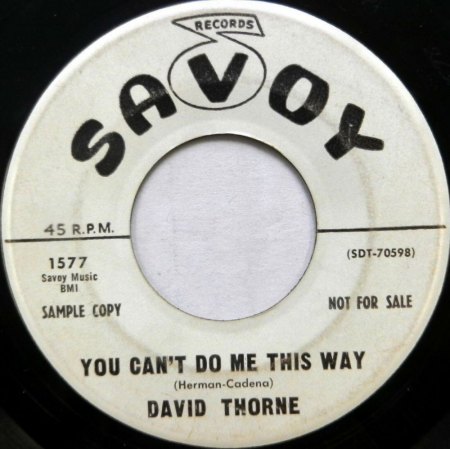 RECORDS
SAVOY
45 R.P.M.
1577
Savoy Music
BMI
SAMPLE COPY
(SDT-70598)
NOT FOR SALE
YOU CAN'T DO ME THIS WAY
(Herman-Cadena)
DAVID THORNE